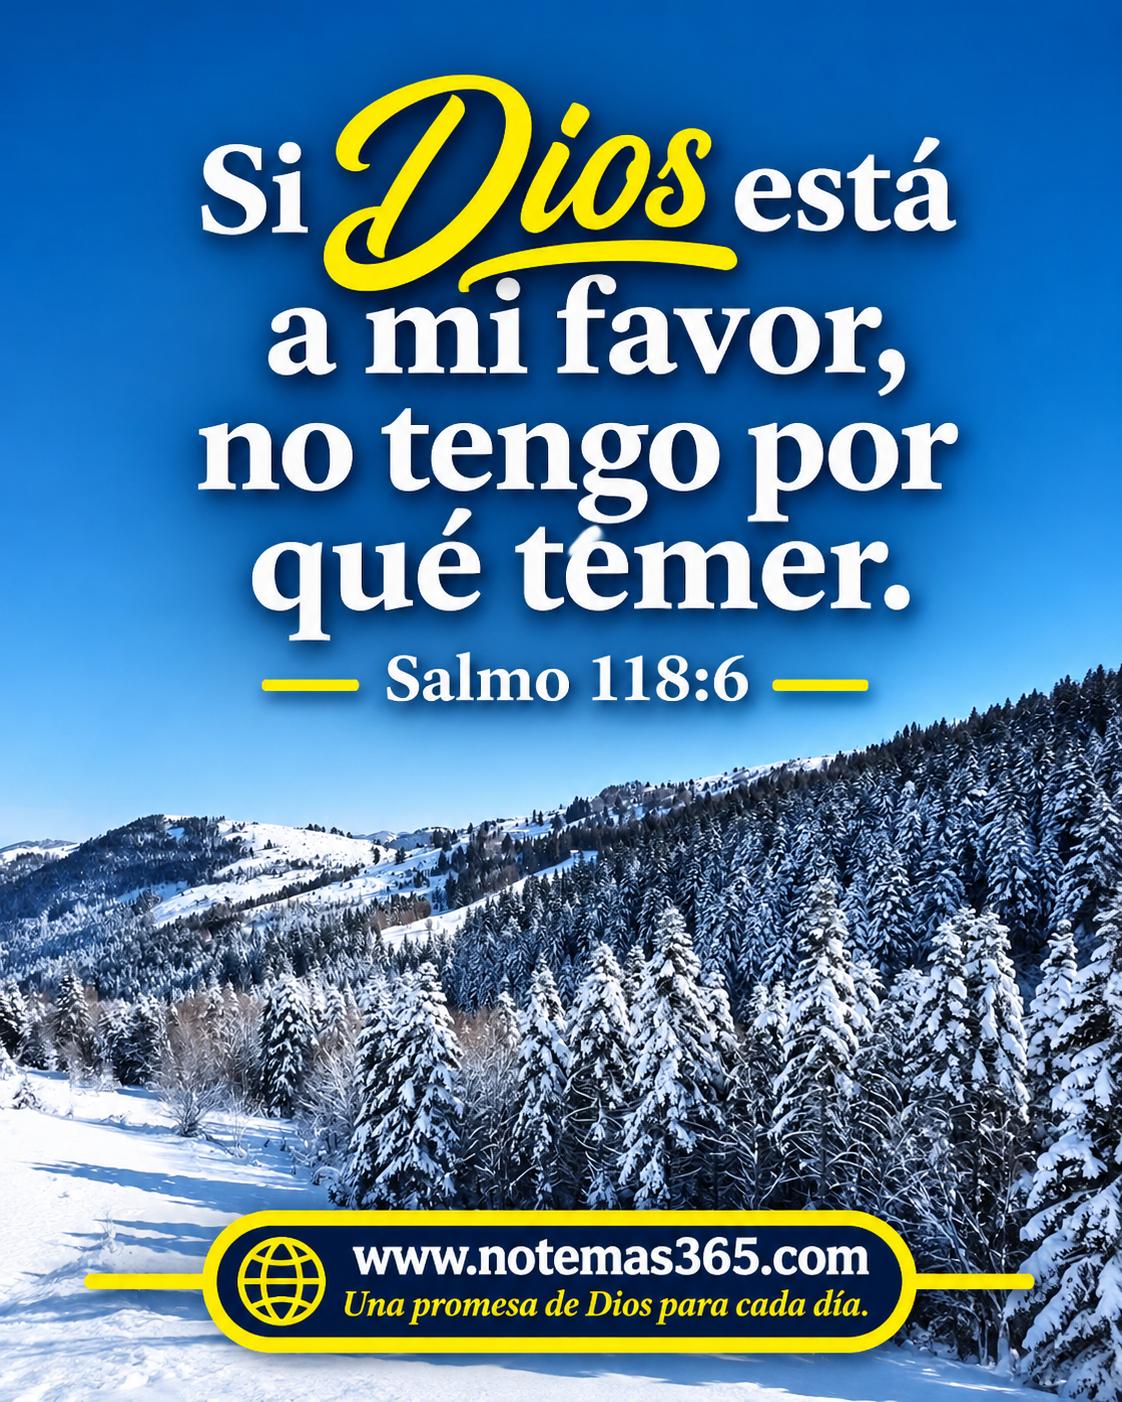 Si Dios está
a mi favor,
no tengo por
qué témer.
Salmo 118:6
www.notemas365.com
Una promesa de Dios para cada día.